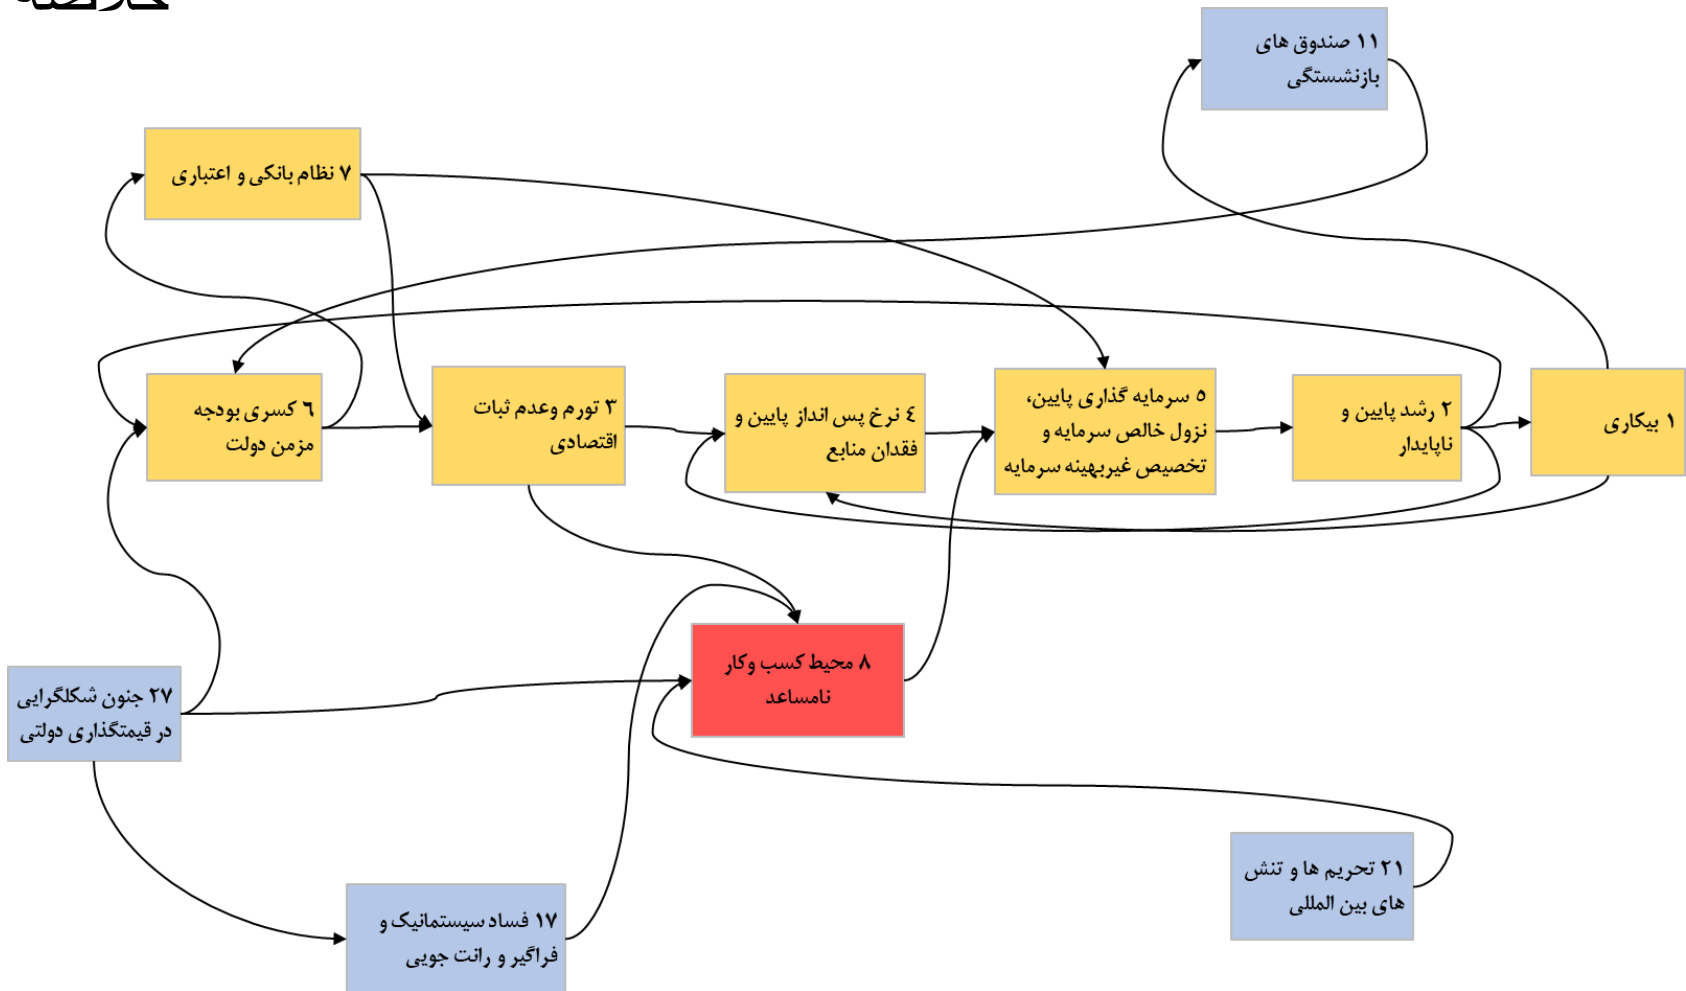 خلاصه
۱۱ صندوق های
بازنشستگی
۷ نظام بانکی و اعتباری
۶ کسری بودجه
مزمن دولت
۳ تورم وعدم ثبات
اقتصادی
٤ نرخ پس انداز پایین و
فقدان منابع
۵ سرمایه گذاری پایین،
نزول خالص سرمایه و
تخصیص غیربهینه سرمایه
۲ رشد پایین و
ناپایدار
۱ بیکاری
۸ محیط کسب وکار
نامساعد
۲۷ جنون شکلگرایی
در قیمتگذاری دولتی
۲۱ تحریم ها و تنش
های بین المللی
۱۷ فساد سیستمانیک و
فراگیر و رانت جویی